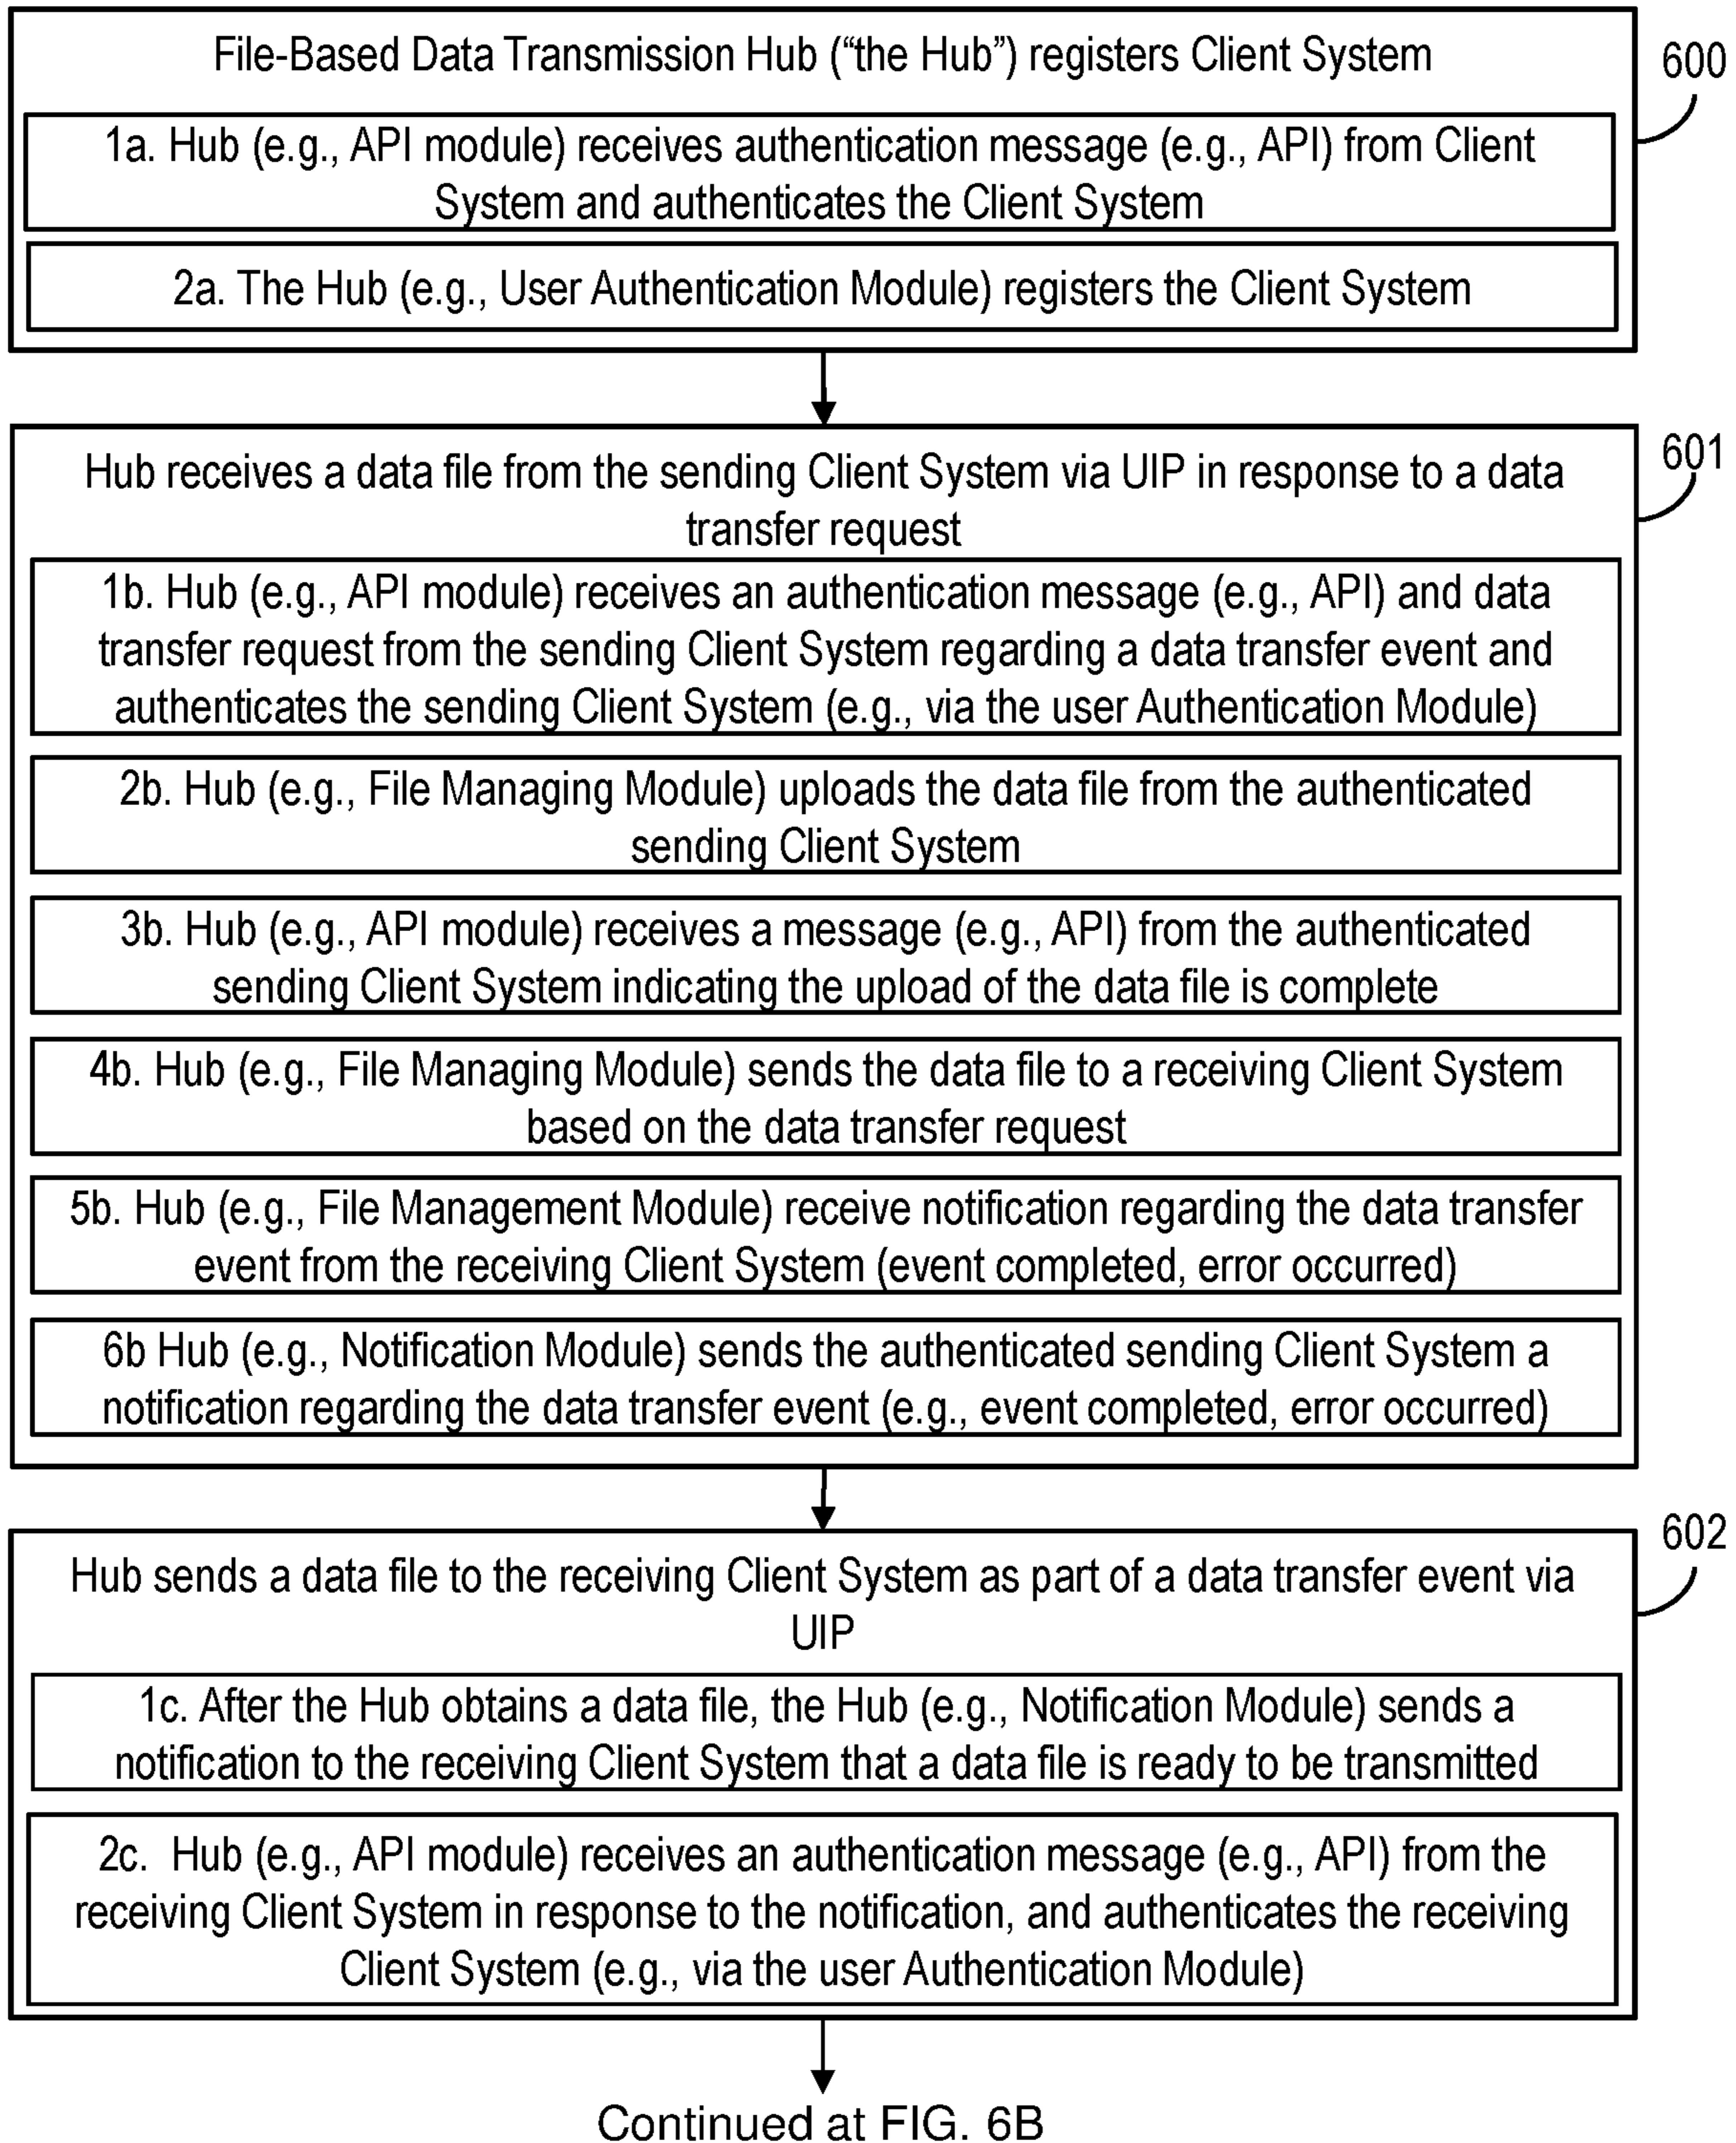 File-Based Data Transmission Hub (“the Hub”) registers Client System
600
1a. Hub (e.g., API module) receives authentication message (e.g., API) from Client
System and authenticates the Client System
2a. The Hub (e.g., User Authentication Module) registers the Client System
601
Hub receives a data file from the sending Client System via UIP in response to a data
transfer request
1b. Hub (e.g., API module) receives an authentication message (e.g., API) and data
transfer request from the sending Client System regarding a data transfer event and
authenticates the sending Client System (e.g., via the user Authentication Module)
2b. Hub (e.g., File Managing Module) uploads the data file from the authenticated
sending Client System
3b. Hub (e.g., API module) receives a message (e.g., API) from the authenticated
sending Client System indicating the upload of the data file is complete
4b. Hub (e.g., File Managing Module) sends the data file to a receiving Client System
based on the data transfer request
5b. Hub (e.g., File Management Module) receive notification regarding the data transfer
event from the receiving Client System (event completed, error occurred)
6b Hub (e.g., Notification Module) sends the authenticated sending Client System a
notification regarding the data transfer event (e.g., event completed, error occurred)
602
Hub sends a data file to the receiving Client System as part of a data transfer event via
UIP
1c. After the Hub obtains a data file, the Hub (e.g., Notification Module) sends a
notification to the receiving Client System that a data file is ready to be transmitted
2c. Hub (e.g., API module) receives an authentication message (e.g., API) from the
receiving Client System in response to the notification, and authenticates the receiving
Client System (e.g., via the user Authentication Module)
Continued at FIG. 6B